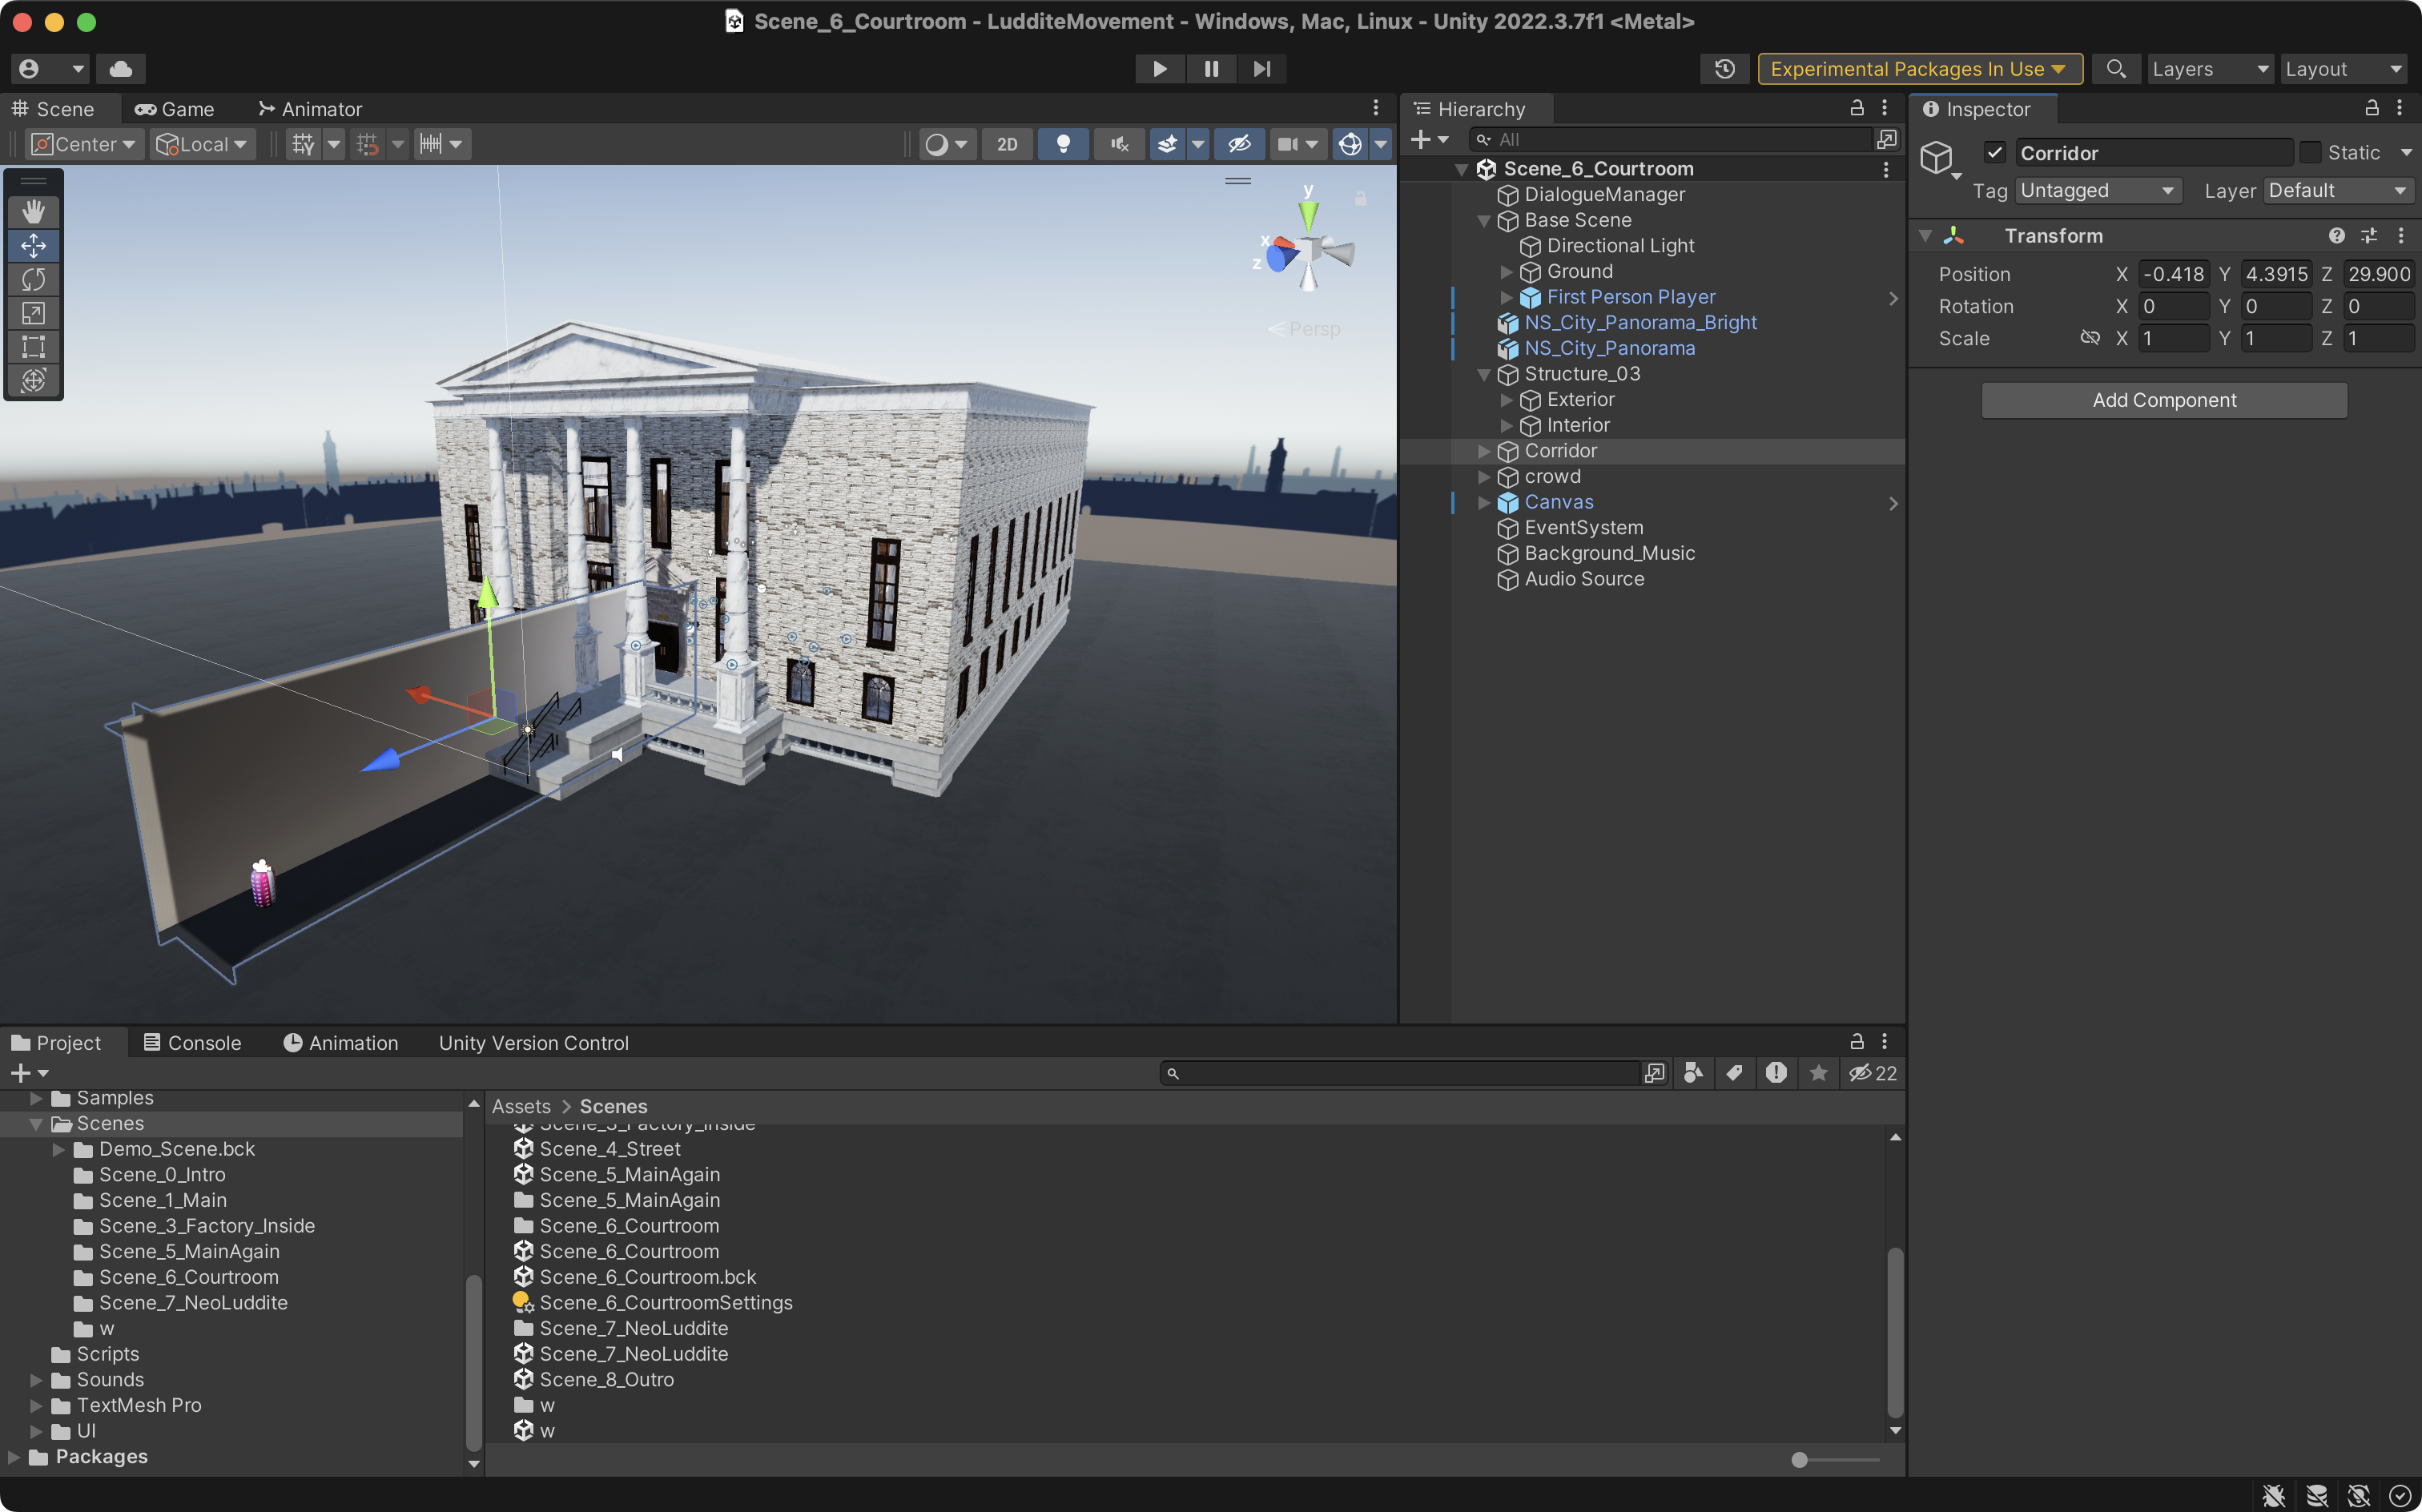 Scene_6_Courtroom - LudditeMovement - Windows, Mac, Linux - Unity 2022.3.7f1 <Metal>
Experimental Packages In Use
Layers
Layout
Scene
Game
Animator
Center
Local
2D
y
x
z
Persp
Hierarchy
All
Scene_6_Courtroom
DialogueManager
Base Scene
Directional Light
Ground
First Person Player
NS_City_Panorama_Bright
NS_City_Panorama
Structure_03
Exterior
Interior
Corridor
crowd
Canvas
EventSystem
Background_Music
Audio Source
Inspector
Corridor
Static
Tag Untagged Layer Default
Transform
Position X -0.418 Y 4.3915 Z 29.900
Rotation X 0 Y 0 Z 0
Scale X 1 Y 1 Z 1
Add Component
Project
Console
Animation
Unity Version Control
22
Samples
Scenes
Demo_Scene.bck
Scene_0_Intro
Scene_1_Main
Scene_3_Factory_Inside
Scene_5_MainAgain
Scene_6_Courtroom
Scene_7_NeoLuddite
w
Scripts
Sounds
TextMesh Pro
UI
Packages
Assets > Scenes
Scene_3_Factory_Inside
Scene_4_Street
Scene_5_MainAgain
Scene_5_MainAgain
Scene_6_Courtroom
Scene_6_Courtroom
Scene_6_Courtroom.bck
Scene_6_CourtroomSettings
Scene_7_NeoLuddite
Scene_7_NeoLuddite
Scene_8_Outro
w
w